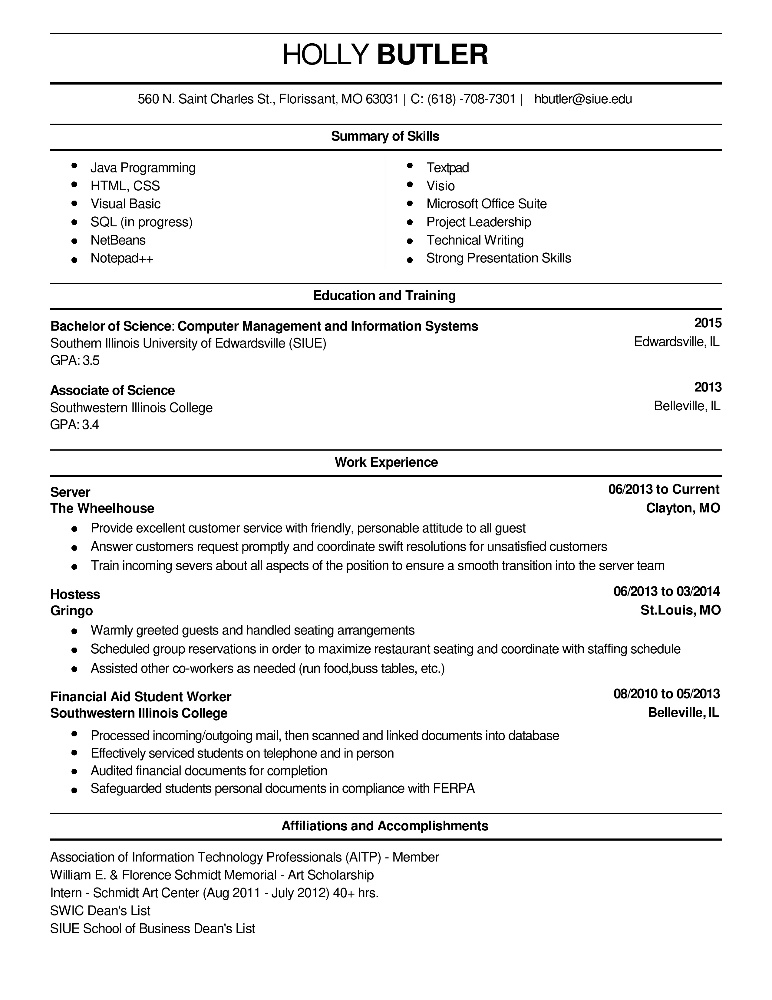 HOLLY BUTLER
560 N. Saint Charles St., Florissant, MO 63031 | C: (618) -708-7301 | hbutler@siue.edu
Summary of Skills
● Java Programming
● HTML, CSS
● Visual Basic
● SQL (in progress)
● NetBeans
● Notepad++
● Textpad
● Visio
● Microsoft Office Suite
● Project Leadership
● Technical Writing
● Strong Presentation Skills
Education and Training
Bachelor of Science: Computer Management and Information Systems 2015
Southern Illinois University of Edwardsville (SIUE) Edwardsville, IL
GPA: 3.5
Associate of Science 2013
Southwestern Illinois College Belleville, IL
GPA: 3.4
Work Experience
Server 06/2013 to Current
The Wheelhouse Clayton, MO
● Provide excellent customer service with friendly, personable attitude to all guest
● Answer customers request promptly and coordinate swift resolutions for unsatisfied customers
● Train incoming severs about all aspects of the position to ensure a smooth transition into the server team
Hostess 06/2013 to 03/2014
Gringo St.Louis, MO
● Warmly greeted guests and handled seating arrangements
● Scheduled group reservations in order to maximize restaurant seating and coordinate with staffing schedule
● Assisted other co-workers as needed (run food,buss tables, etc.)
Financial Aid Student Worker 08/2010 to 05/2013
Southwestern Illinois College Belleville, IL
● Processed incoming/outgoing mail, then scanned and linked documents into database
● Effectively serviced students on telephone and in person
● Audited financial documents for completion
● Safeguarded students personal documents in compliance with FERPA
Affiliations and Accomplishments
Association of Information Technology Professionals (AITP) - Member
William E. & Florence Schmidt Memorial - Art Scholarship
Intern - Schmidt Art Center (Aug 2011 - July 2012) 40+ hrs.
SWIC Dean's List
SIUE School of Business Dean's List